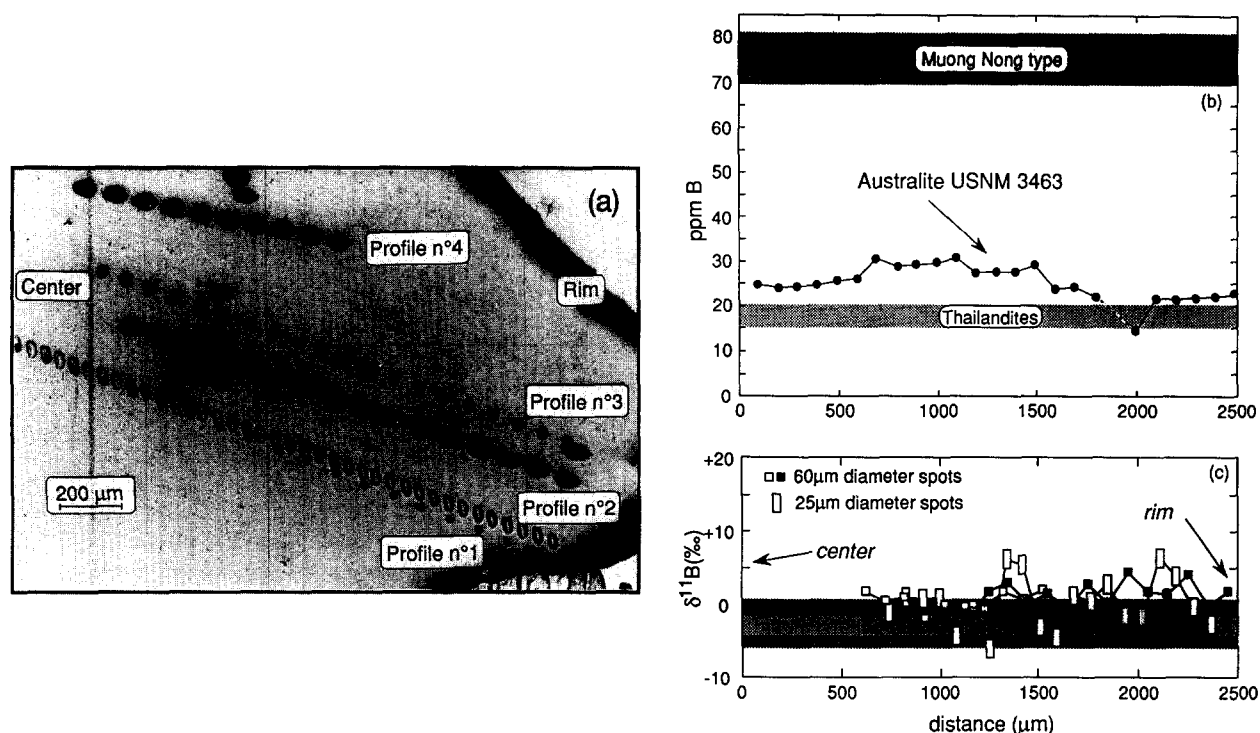 (a)
Profile n°4
Center
Rim
Profile n°3
200 µm
Profile n°2
Profile n°1
80
70
60
50
40
30
20
10
0
ppm B
Muong Nong type
(b)
Australite USNM 3463
Thailandites
0 500 1000 1500 2000 2500
+20
+10
0
-10
δ11B(‰)
60µm diameter spots
(c)
25µm diameter spots
rim
center
0 500 1000 1500 2000 2500
distance (µm)